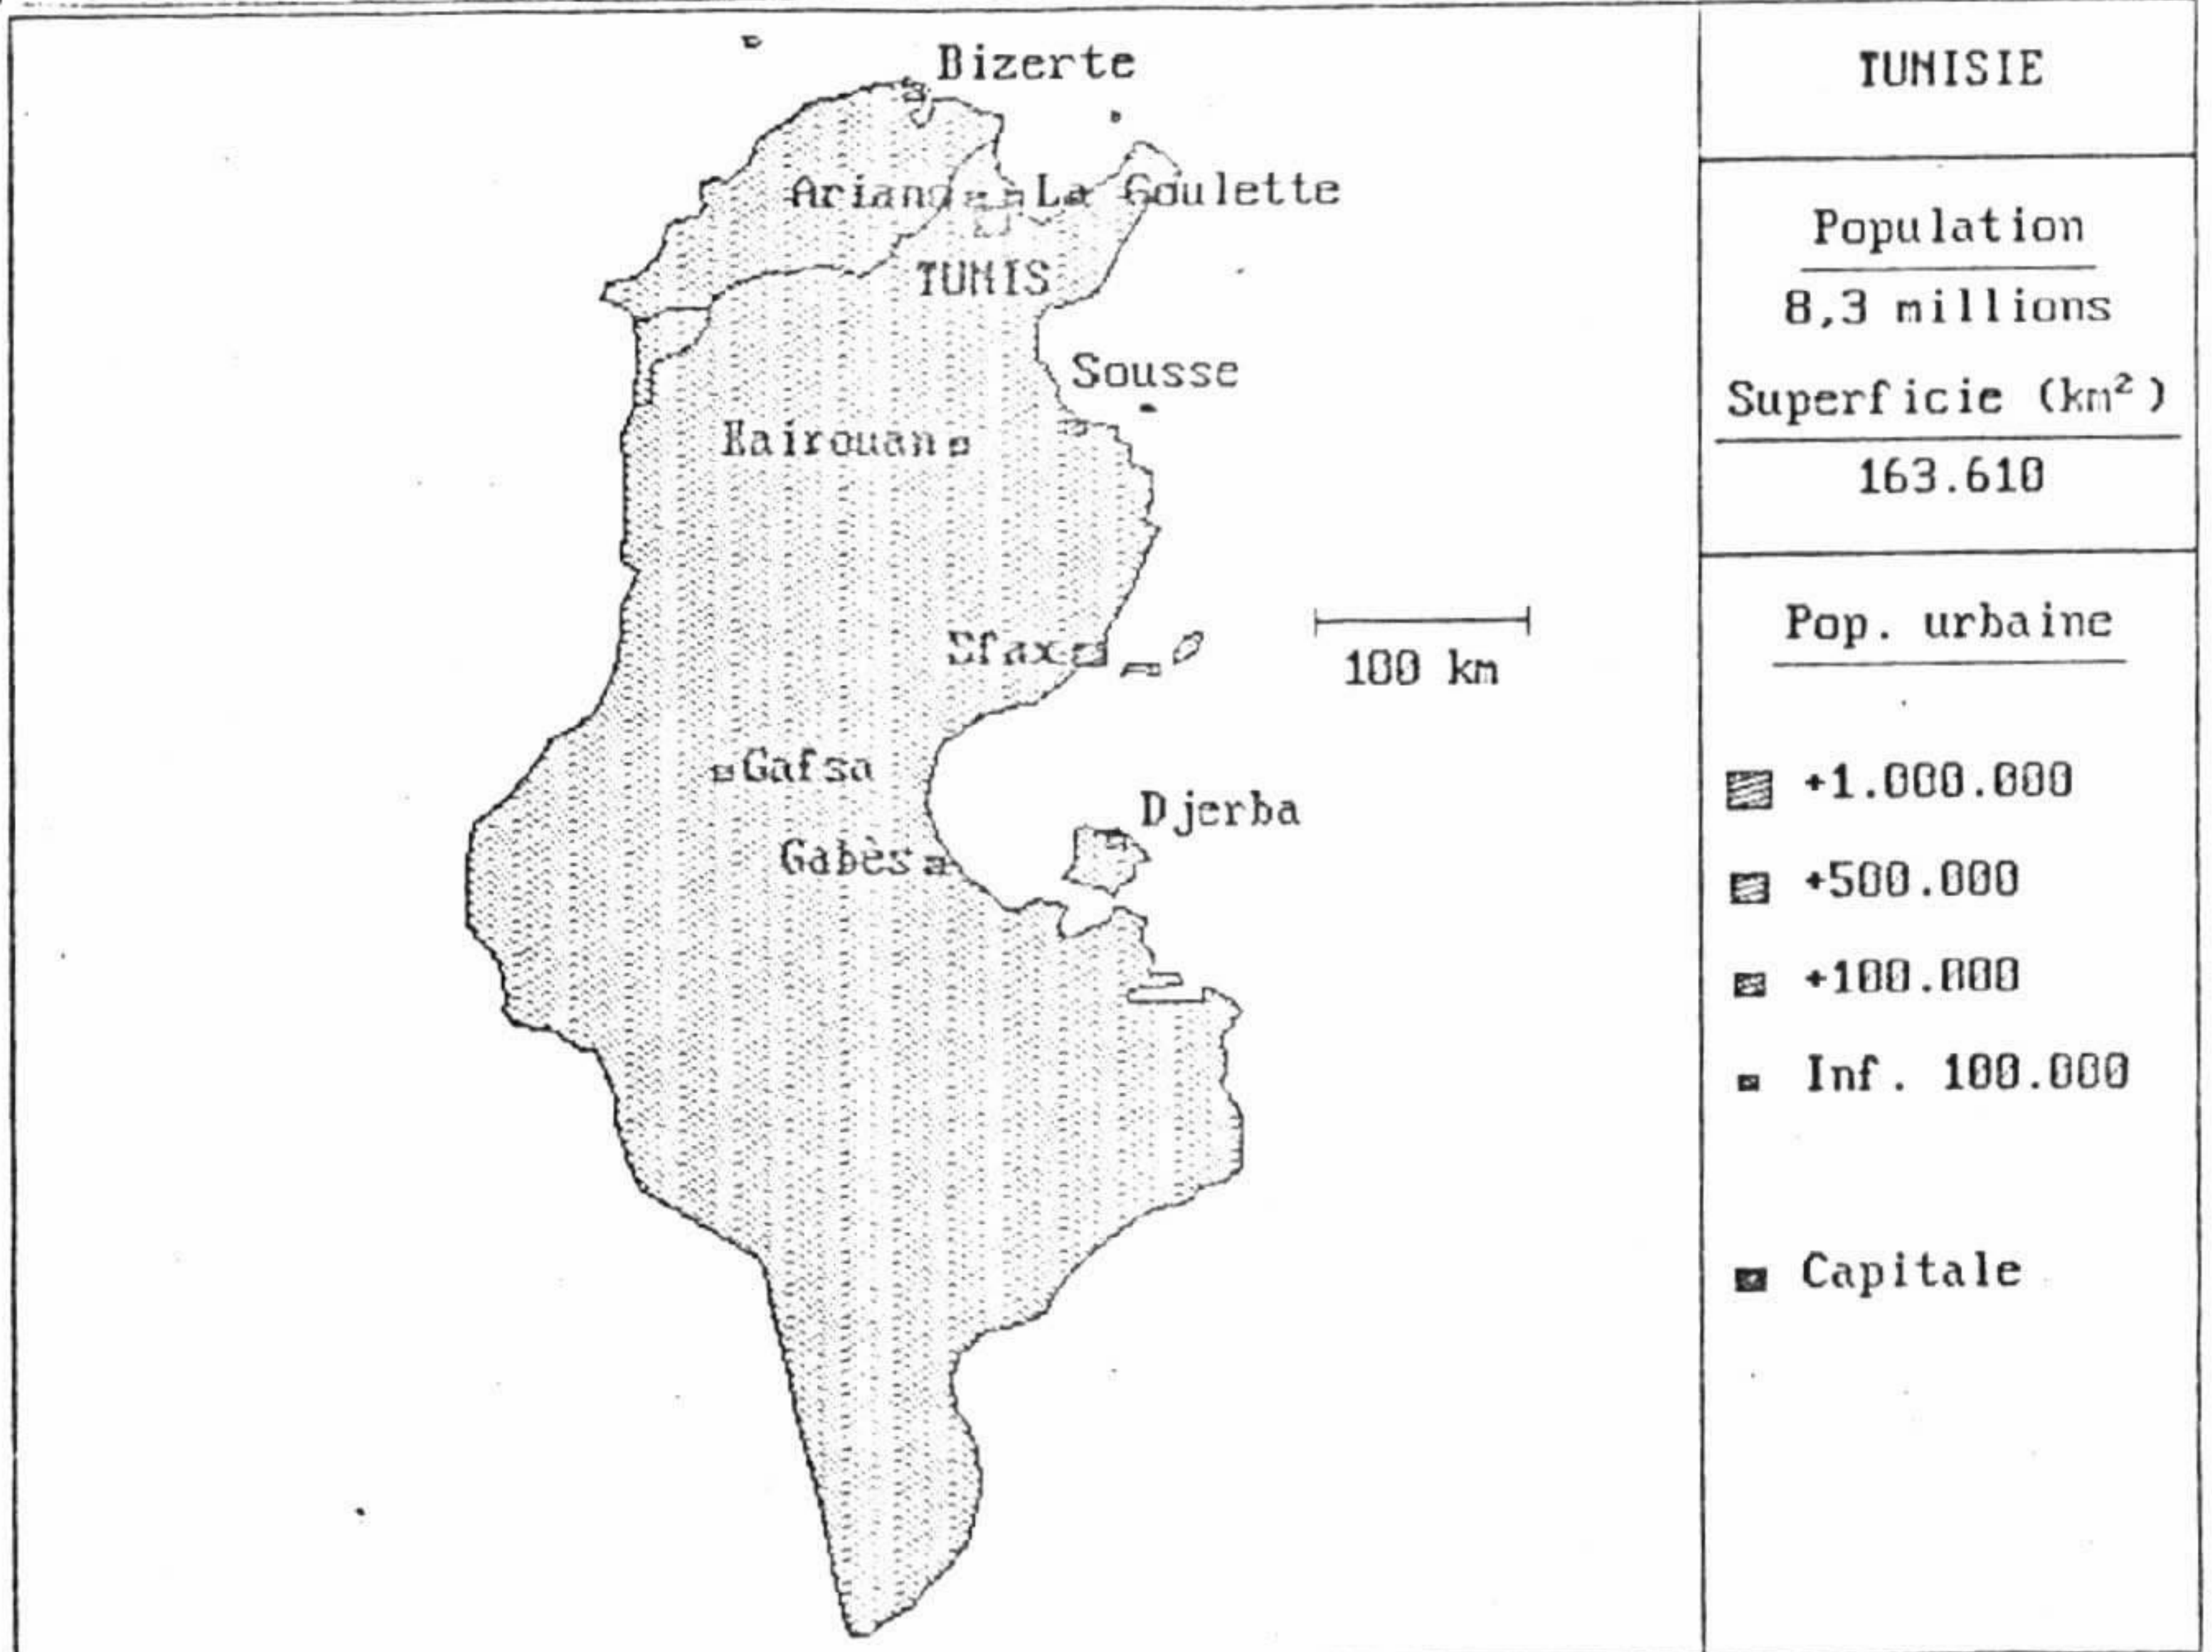 Bizerte
Ariana
La Goulette
TUNIS
Sousse
Kairouan
Sfax
100 km
Gafsa
Djerba
Gabès
TUNISIE
Population
8,3 millions
Superficie (km²)
163.610
Pop. urbaine
+1.000.000
+500.000
+100.000
Inf. 100.000
Capitale